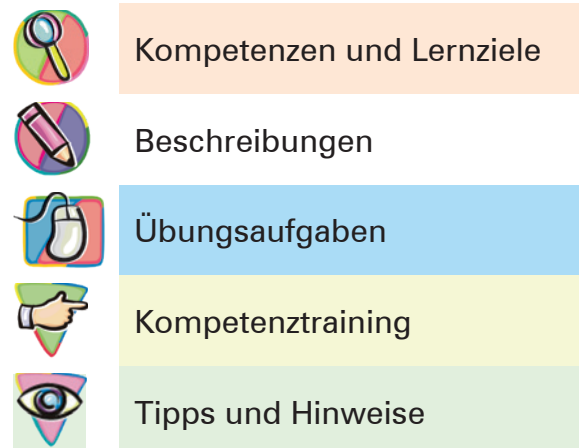 Kompetenzen und Lernziele
Beschreibungen
Übungsaufgaben
Kompetenztraining
Tipps und Hinweise